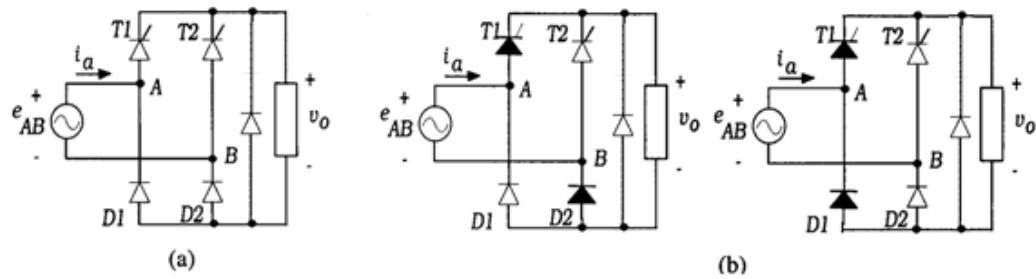 T1 T2
i_a
A
e_AB
+
-
B
+
v_o
-
D1 D2
(a)
T1 T2
i_a
A
e_AB
+
-
B
+
v_o
-
D1 D2
T1 T2
i_a
A
e_AB
+
-
B
+
v_o
-
D1 D2
(b)